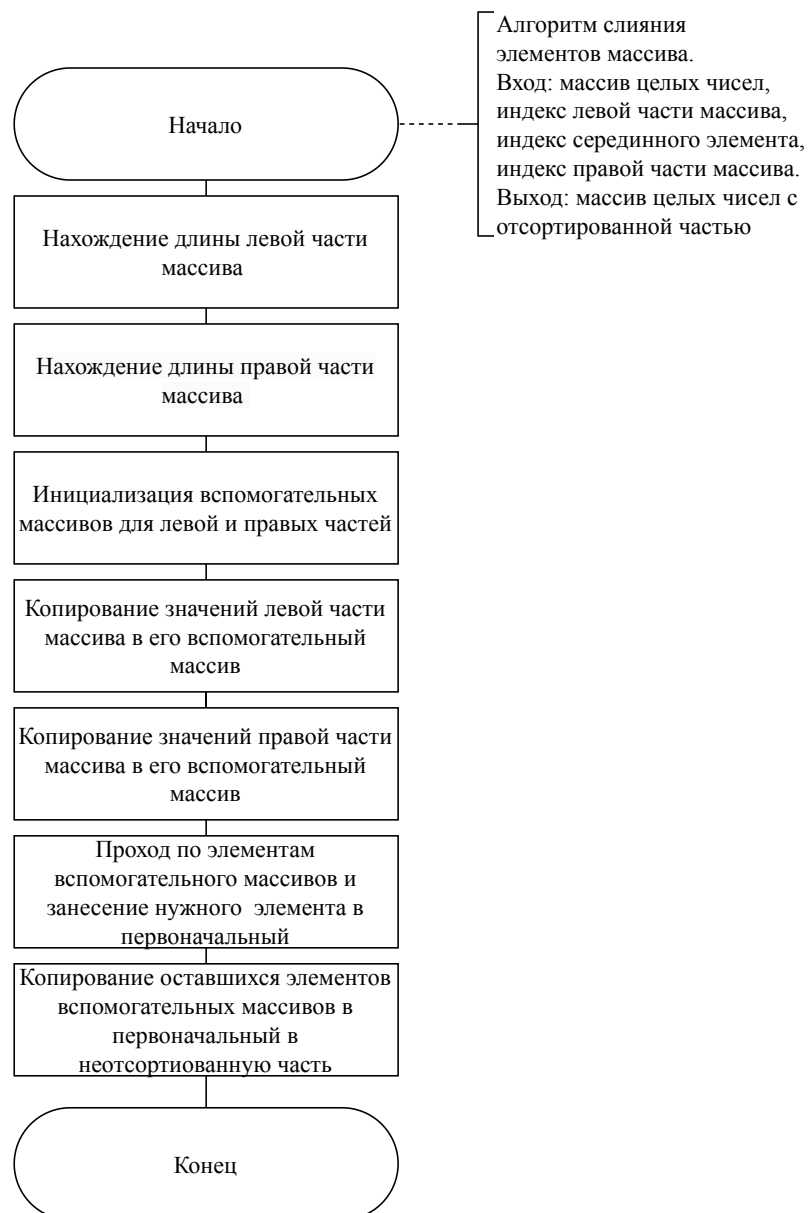 Алгоритм слияния
элементов массива.
Вход: массив целых чисел,
индекс левой части массива,
индекс серединного элемента,
индекс правой части массива.
Выход: массив целых чисел с
отсортированной частью
Начало
Нахождение длины левой части
массива
Нахождение длины правой части
массива
Инициализация вспомогательных
массивов для левой и правых частей
Копирование значений левой части
массива в его вспомогательный
массив
Копирование значений правой части
массива в его вспомогательный
массив
Проход по элементам
вспомогательного массивов и
занесение нужного  элемента в
первоначальный
Копирование оставшихся элементов
вспомогательных массивов в
первоначальный в
неотсортиованную часть
Конец